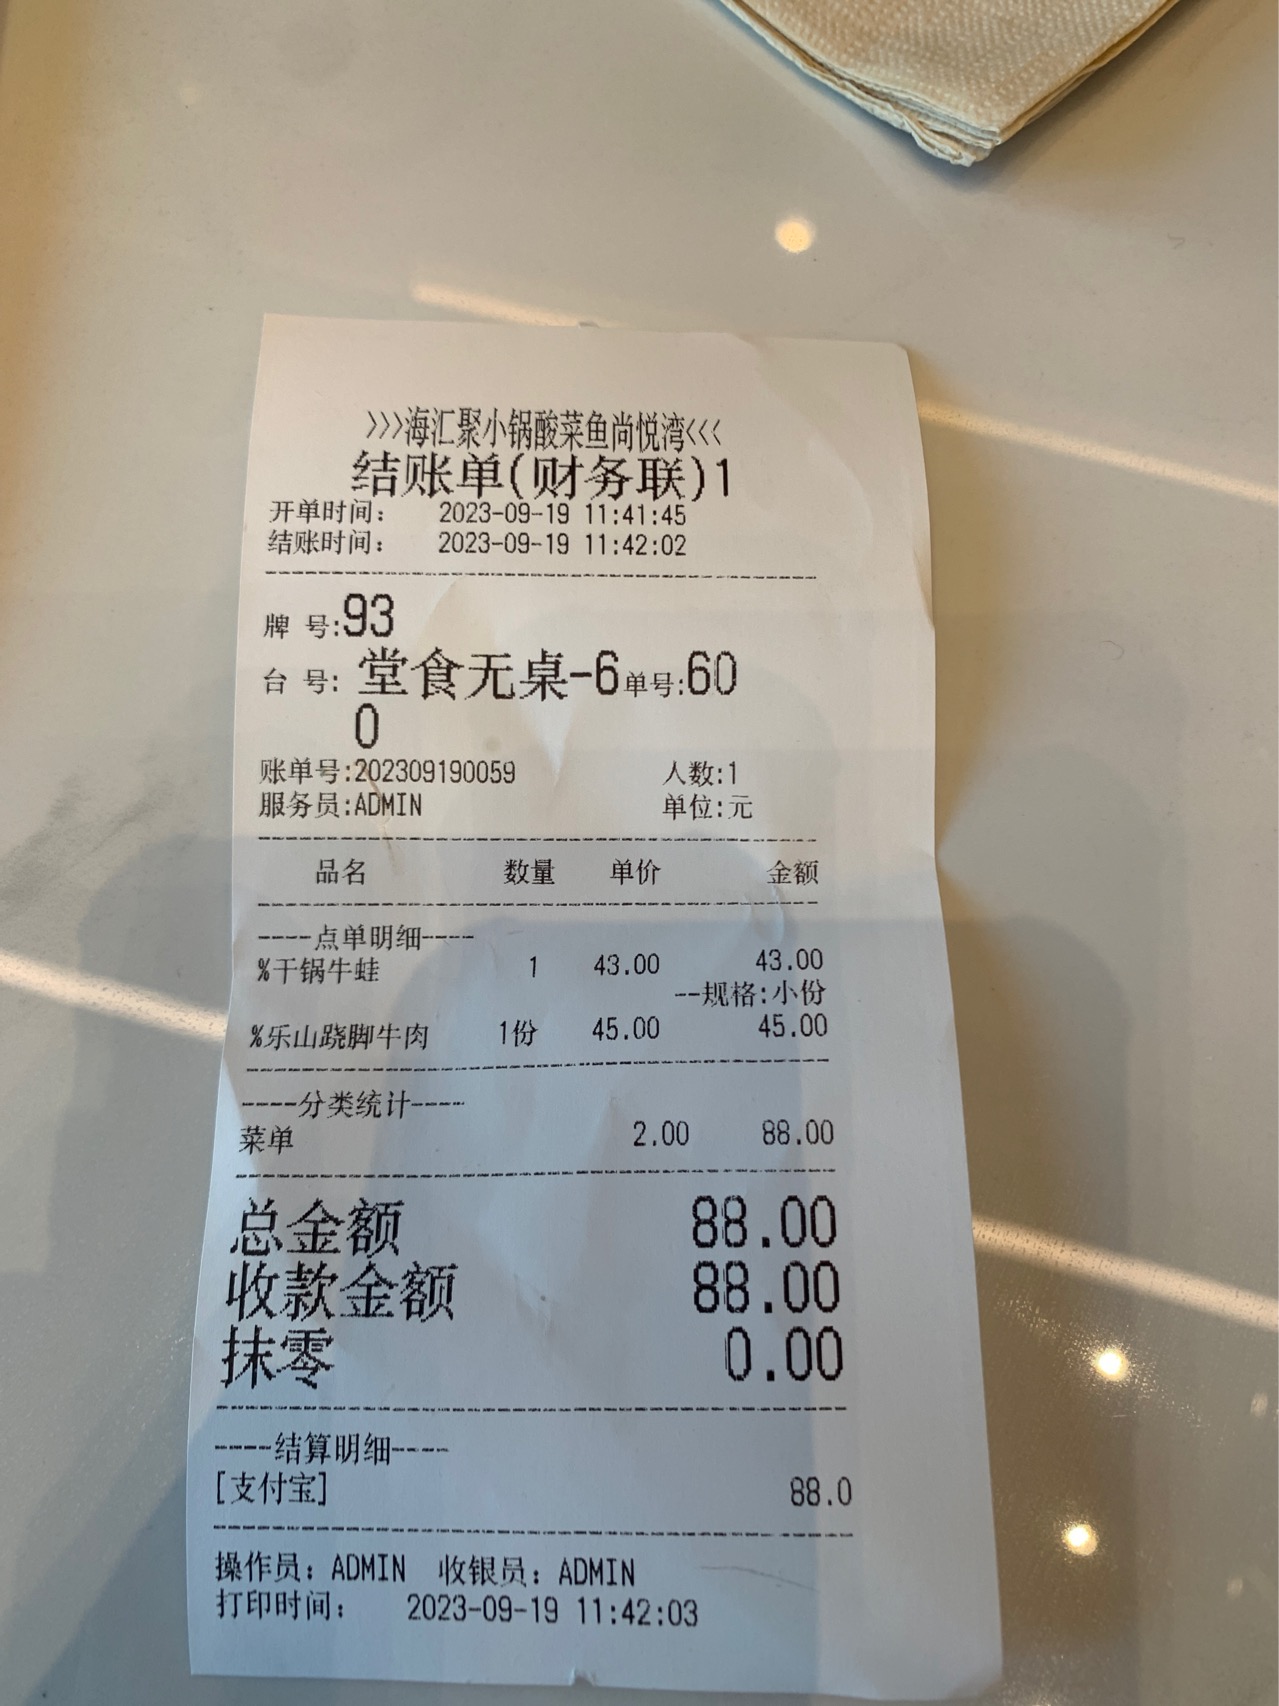 >>>海汇聚小锅酸菜鱼尚悦湾<<<
结账单(财务联)1
开单时间： 2023-09-19 11:41:45
结账时间： 2023-09-19 11:42:02
牌 号:93
台 号: 堂食无桌-6单号:60
0
账单号:202309190059 人数:1
服务员:ADMIN 单位:元
品名 数量 单价 金额
----点单明细----
%干锅牛蛙 1 43.00 43.00
--规格:小份
%乐山跷脚牛肉 1份 45.00 45.00
----分类统计----
菜单 2.00 88.00
总金额 88.00
收款金额 88.00
抹零 0.00
----结算明细----
[支付宝] 88.0
操作员：ADMIN 收银员：ADMIN
打印时间： 2023-09-19 11:42:03